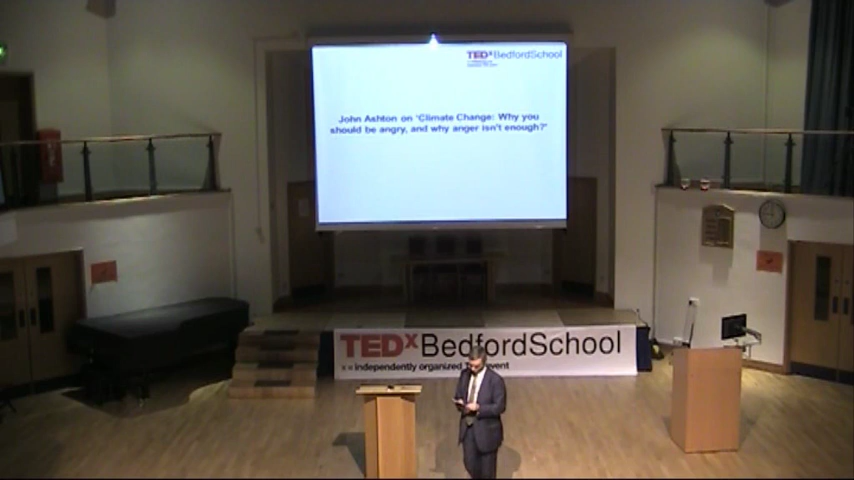 TEDxBedfordSchool
John Ashton on 'Climate Change: Why you
should be angry, and why anger isn't enough?'
TEDxBedfordSchool
x = independently organized TED event